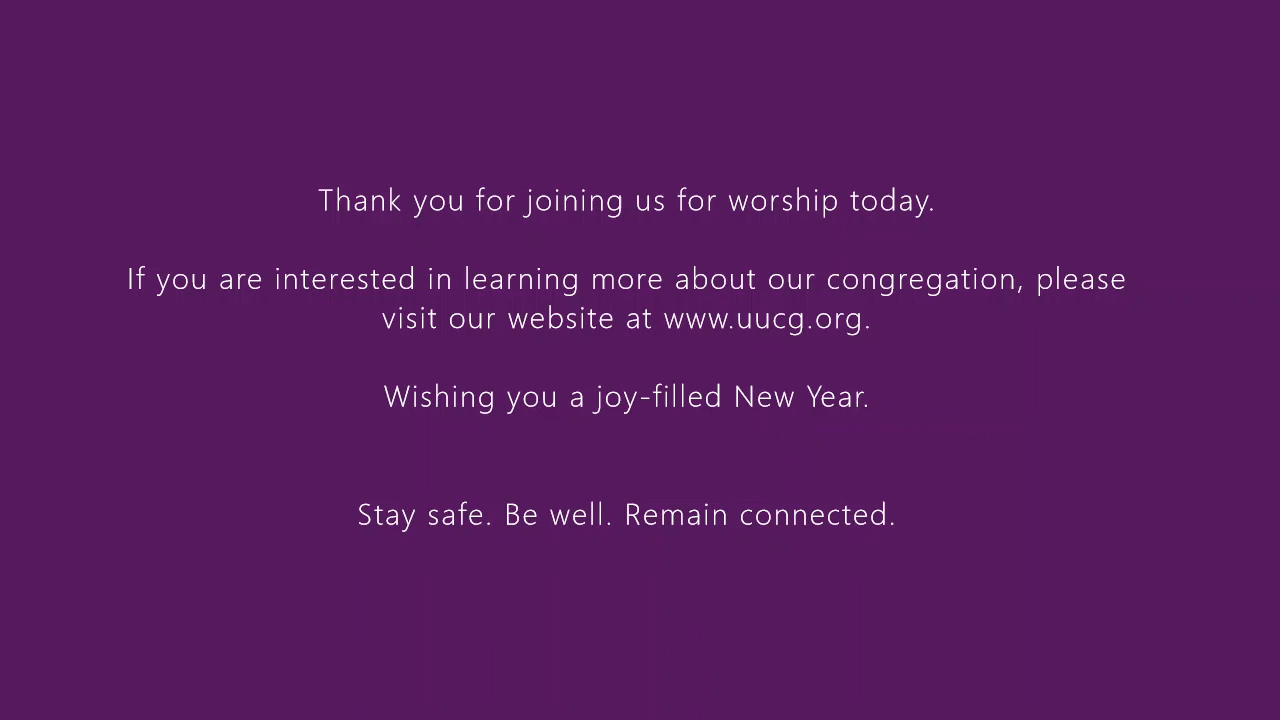 Thank you for joining us for worship today.
If you are interested in learning more about our congregation, please
visit our website at www.uucg.org.
Wishing you a joy-filled New Year.
Stay safe. Be well. Remain connected.